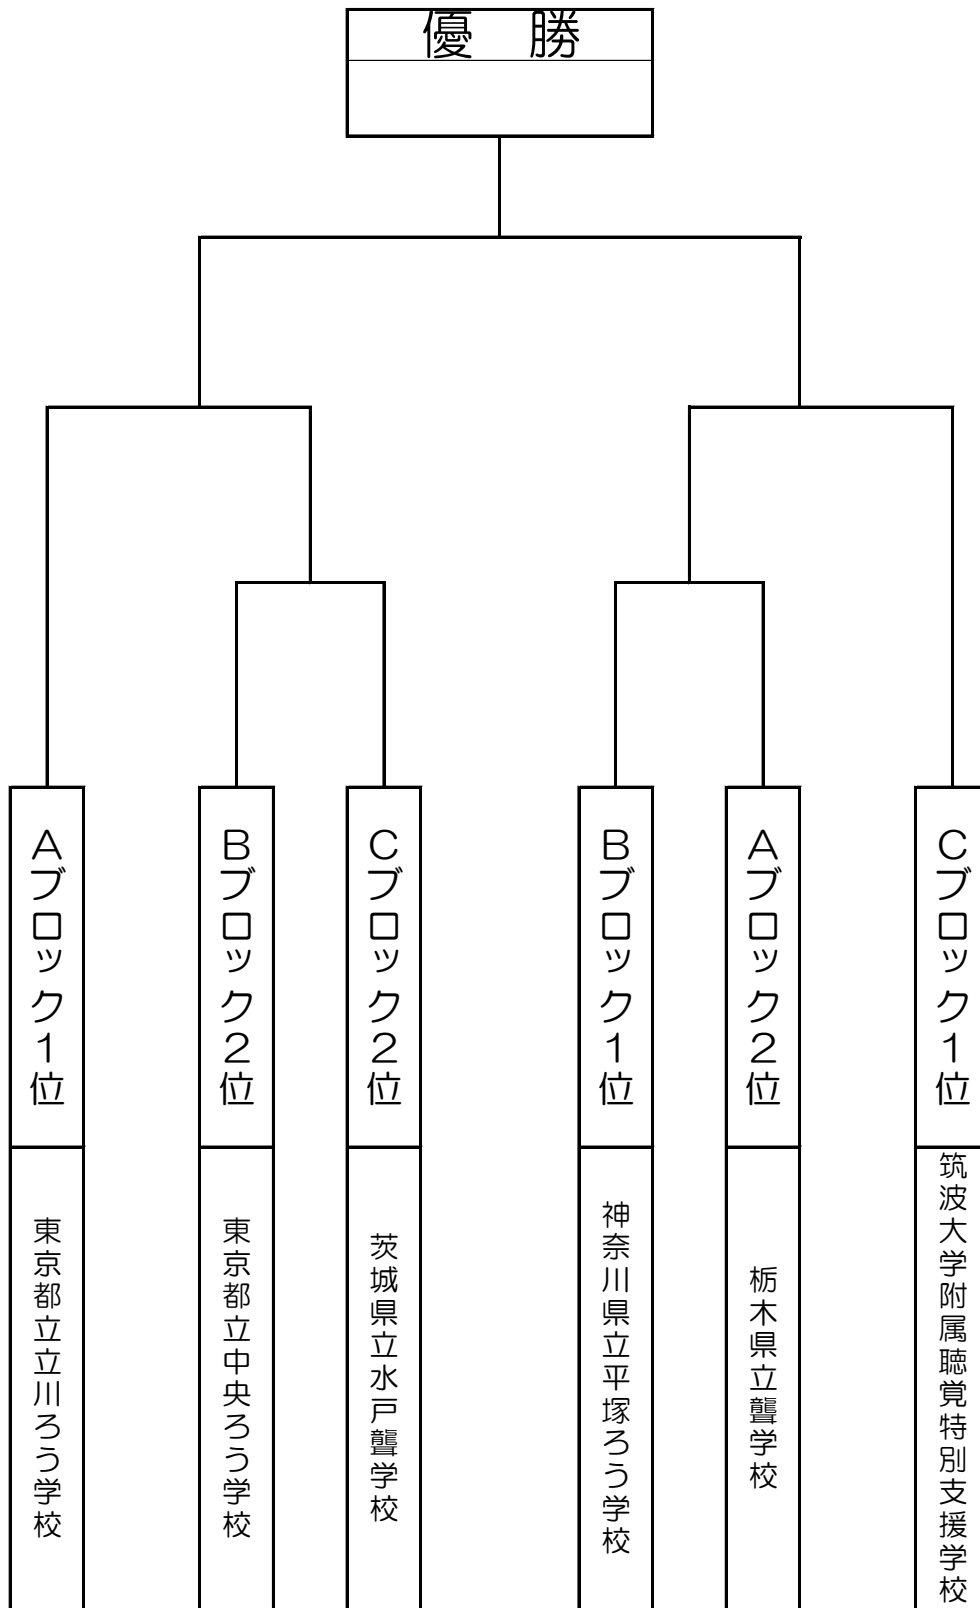 優　勝
Aブロック1位
Bブロック2位
Cブロック2位
Bブロック1位
Aブロック2位
Cブロック1位
東京都立立川ろう学校
東京都立中央ろう学校
茨城県立水戸聾学校
神奈川県立平塚ろう学校
栃木県立聾学校
筑波大学附属聴覚特別支援学校